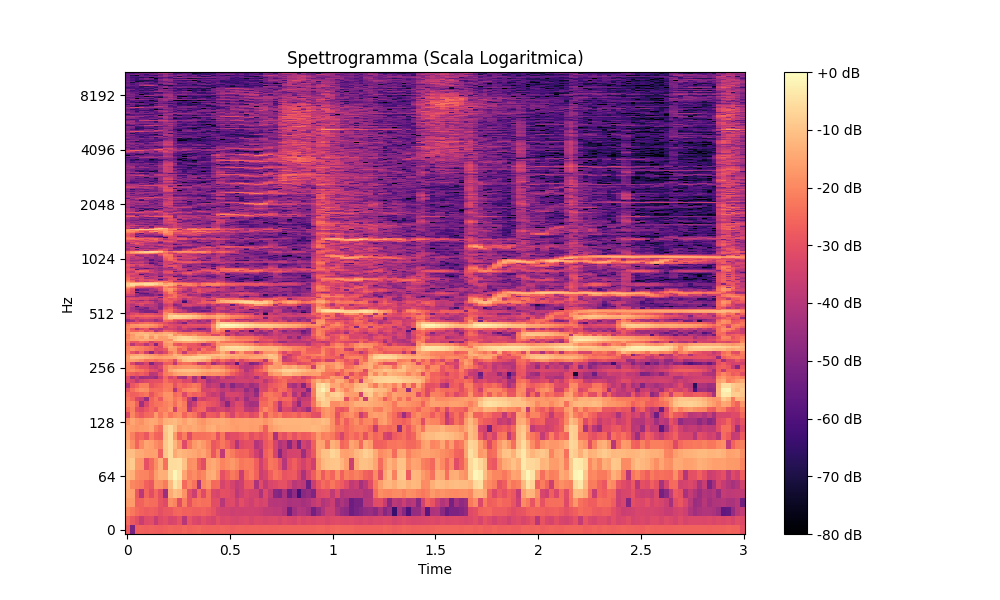 Spettrogramma (Scala Logaritmica)
Hz
8192
4096
2048
1024
512
256
128
64
0
0 0.5 1 1.5 2 2.5 3
Time
+0 dB
-10 dB
-20 dB
-30 dB
-40 dB
-50 dB
-60 dB
-70 dB
-80 dB